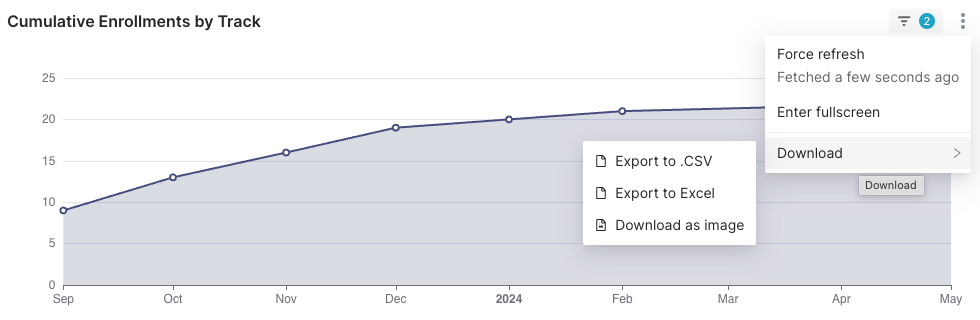 Cumulative Enrollments by Track
2
Force refresh
Fetched a few seconds ago
Enter fullscreen
Download
Download
Export to .CSV
Export to Excel
Download as image
25
20
15
10
5
0
Sep Oct Nov Dec 2024 Feb Mar Apr May